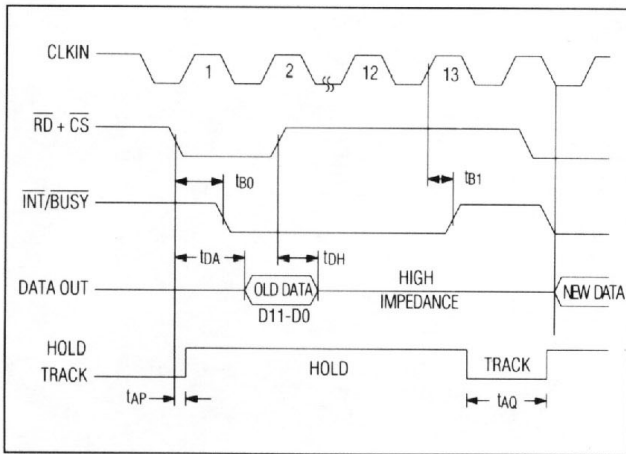 CLKIN
1 2 12 13
RD + CS
tB0 tB1
INT/BUSY
tDA tDH
DATA OUT OLD DATA HIGH IMPEDANCE NEW DATA
D11-D0
HOLD
TRACK HOLD TRACK
tAP tAQ